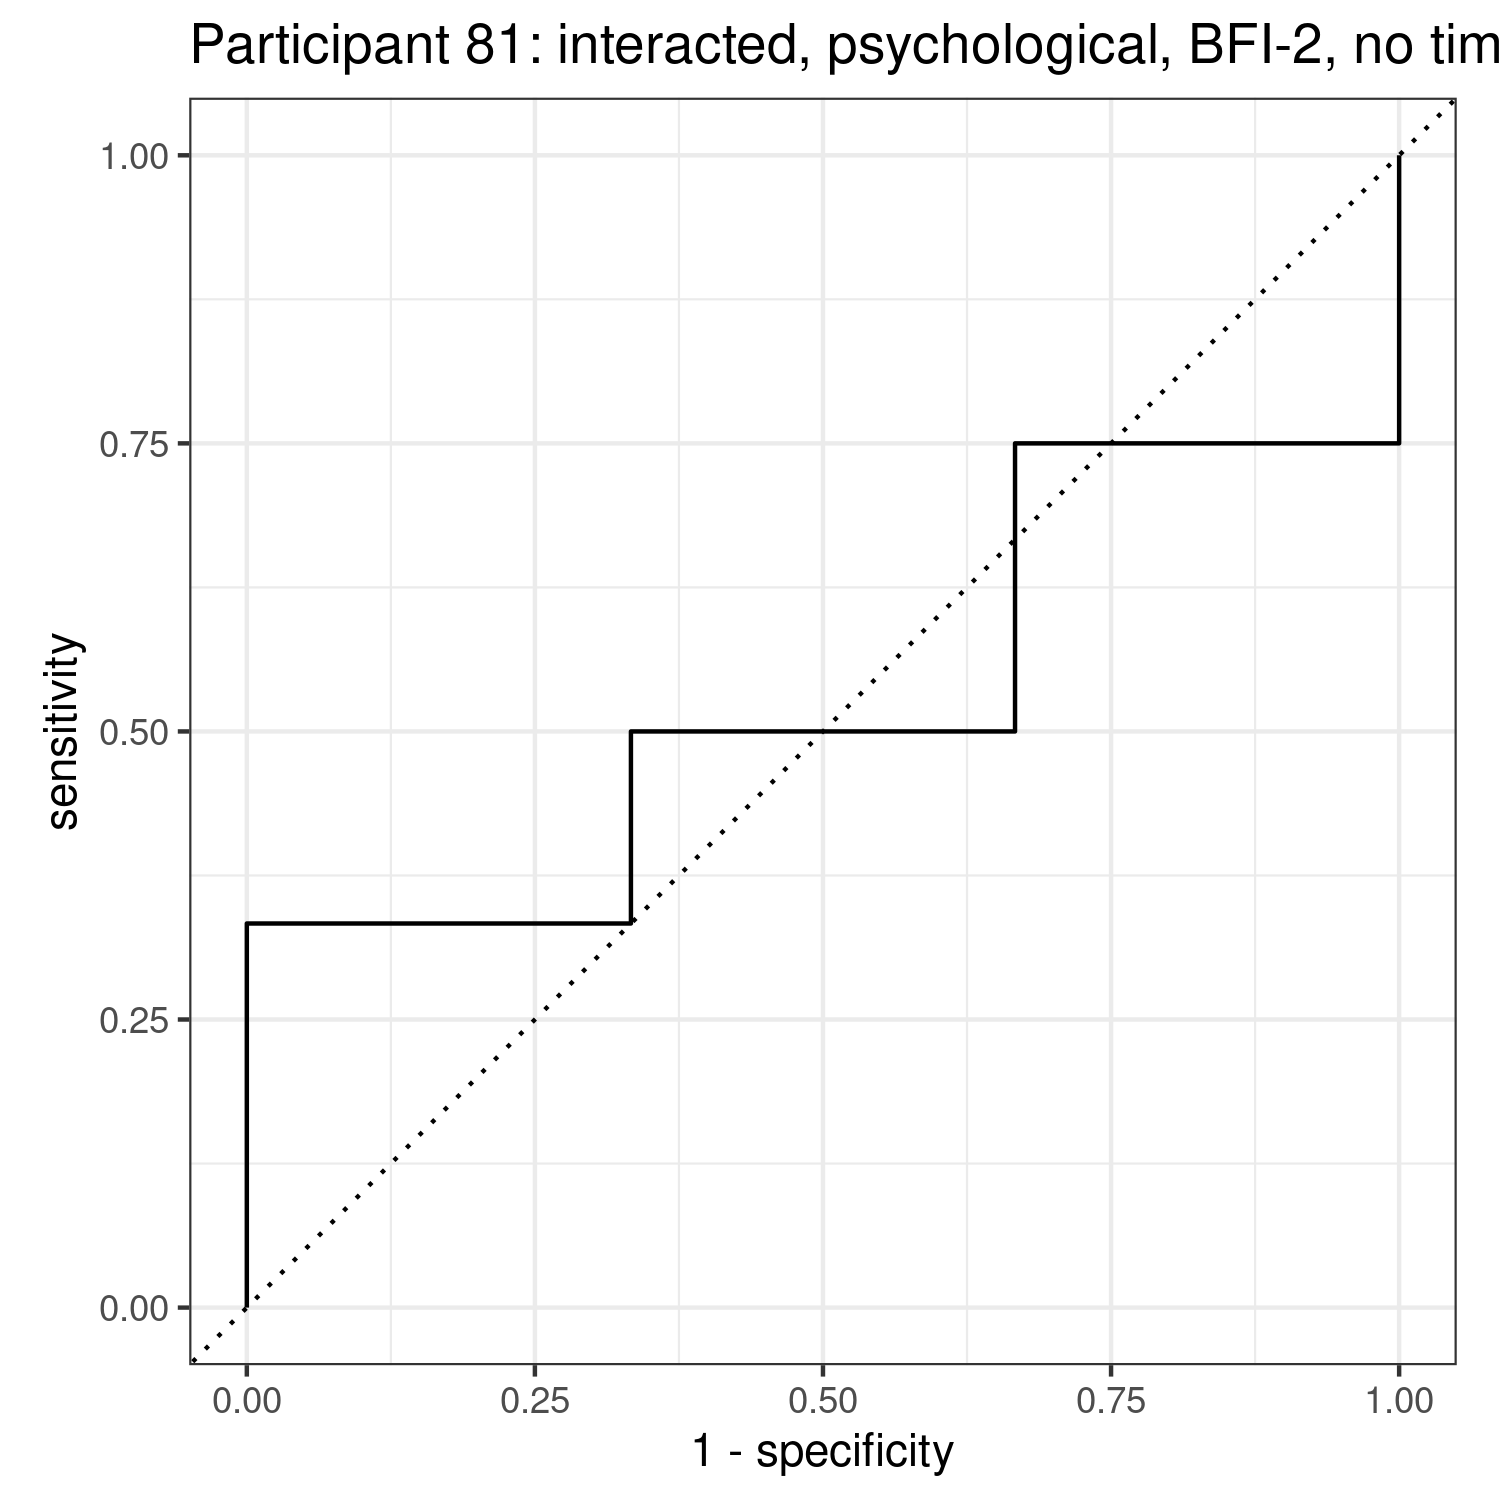 Participant 81: interacted, psychological, BFI-2, no tim
1.00
0.75
0.50
0.25
0.00
sensitivity
0.00 0.25 0.50 0.75 1.00
1 - specificity